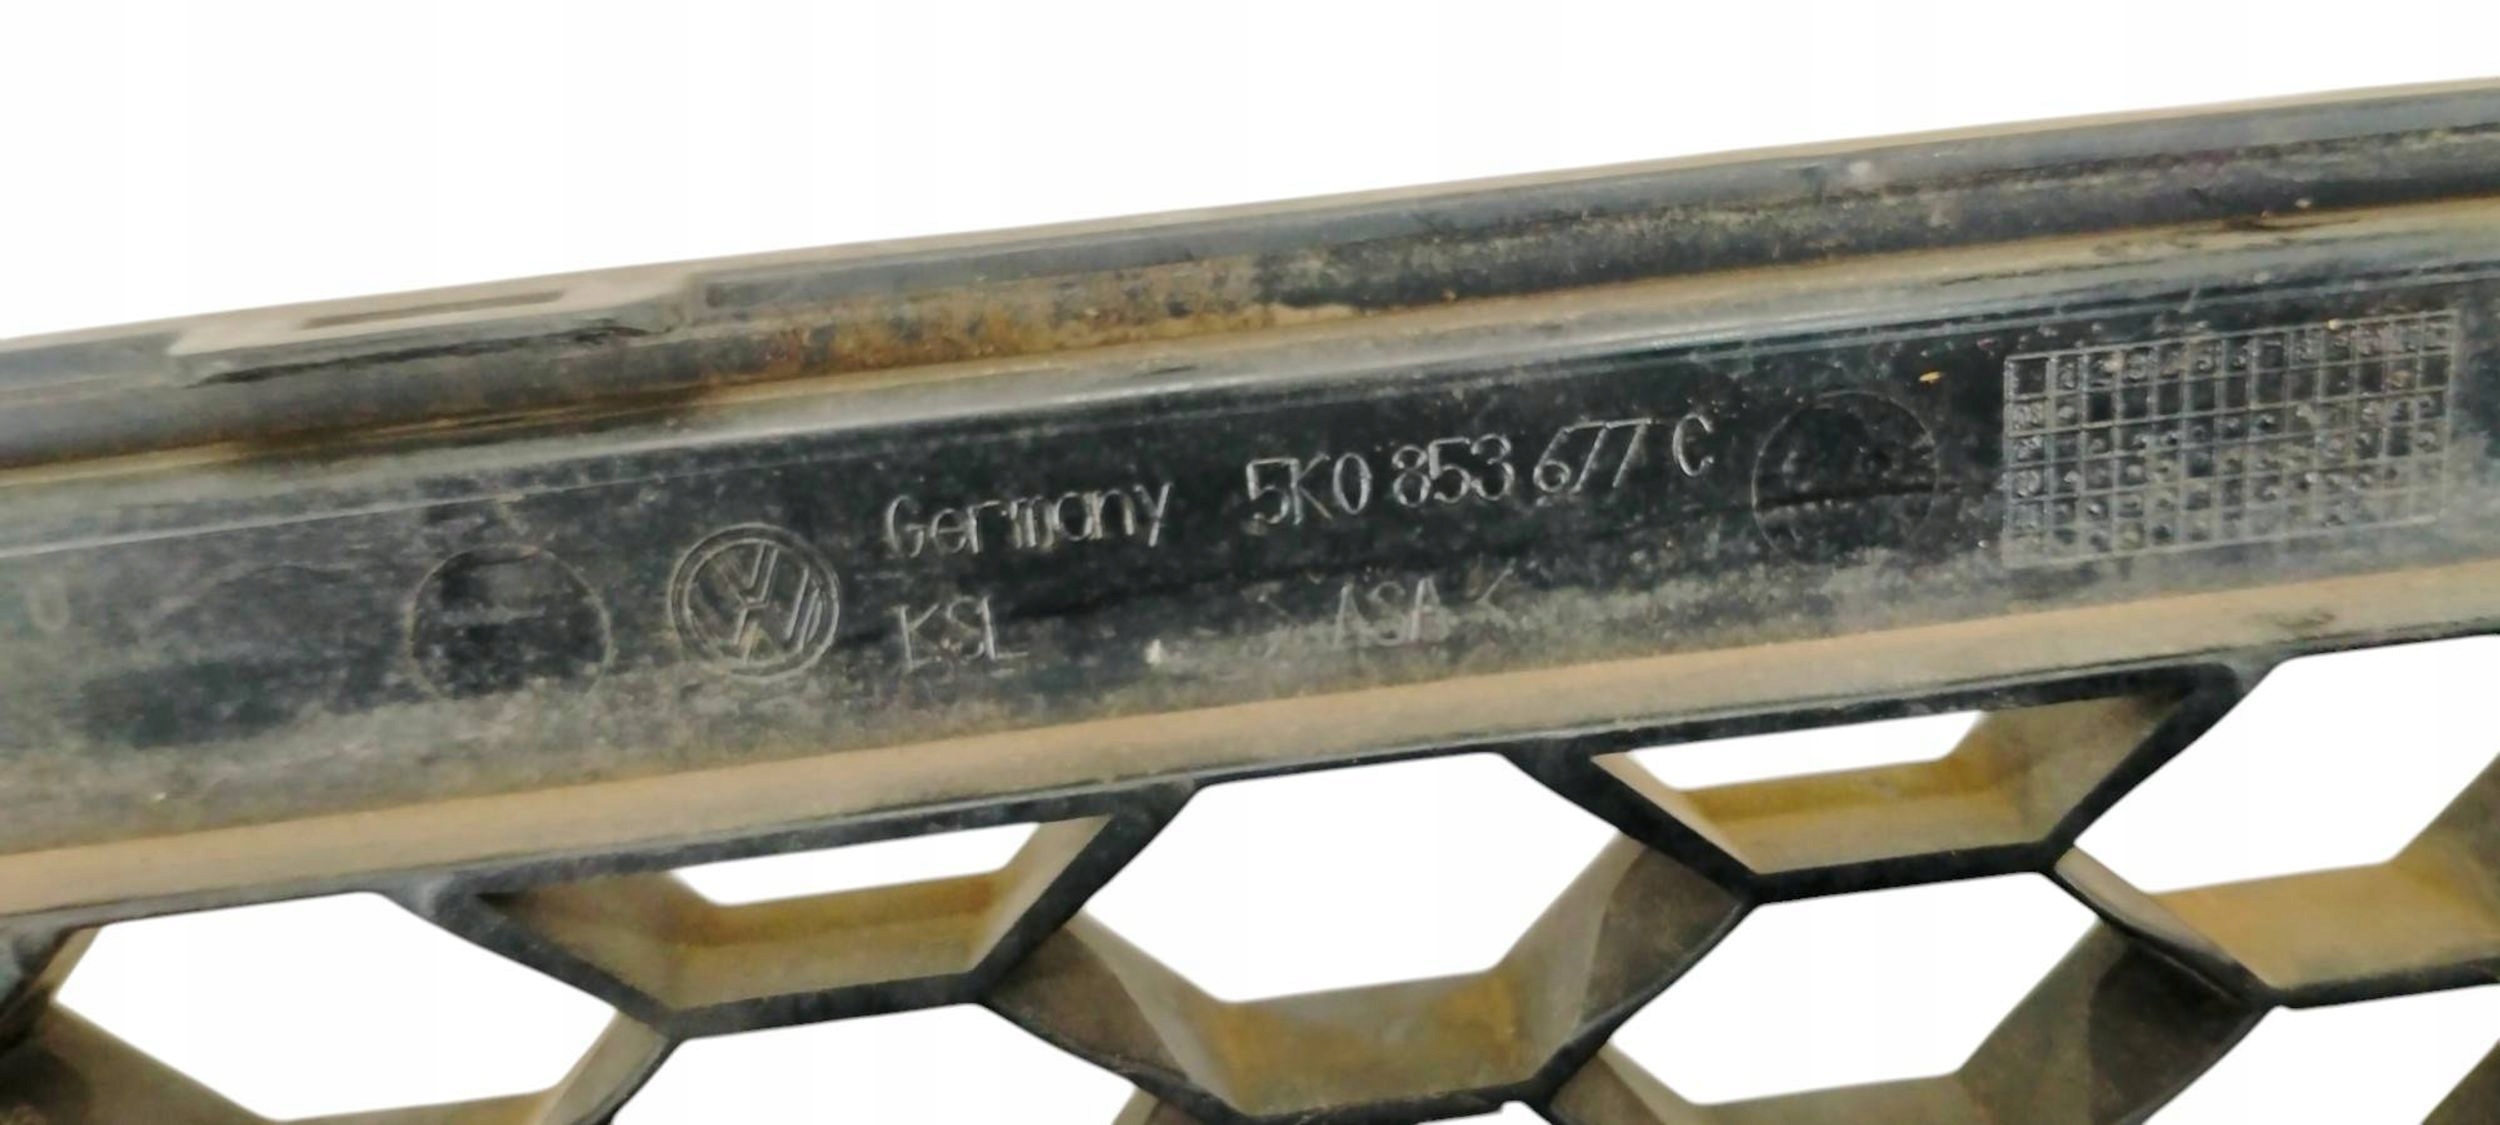 Germany 5K0 853 677 C
KSL > ASA <